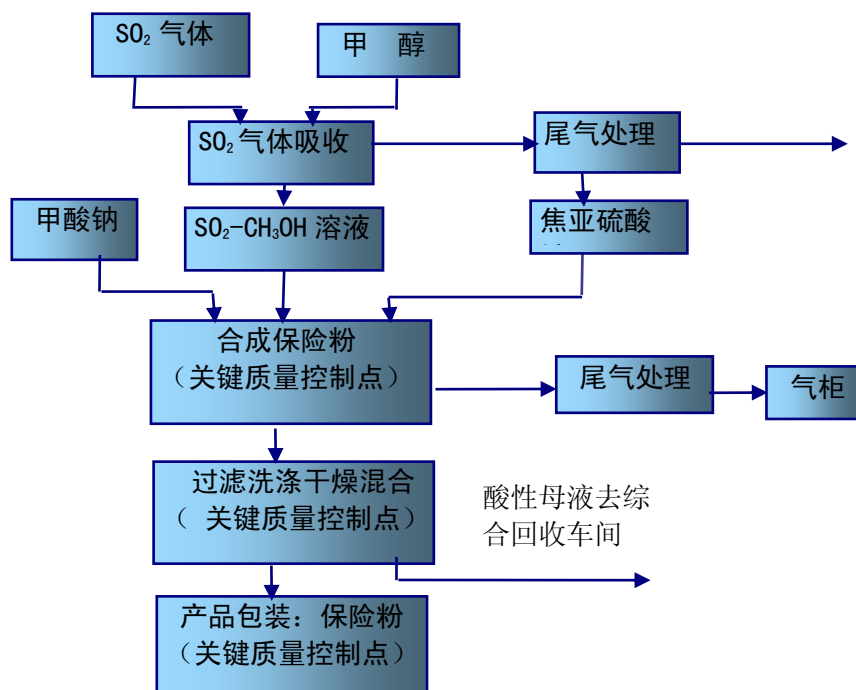 SO₂ 气体
甲 醇
SO₂ 气体吸收
尾气处理
甲酸钠
SO₂-CH₃OH 溶液
焦亚硫酸
合成保险粉
（关键质量控制点）
尾气处理
气柜
过滤洗涤干燥混合
（ 关键质量控制点）
酸性母液去综
合回收车间
产品包装：保险粉
（关键质量控制点）